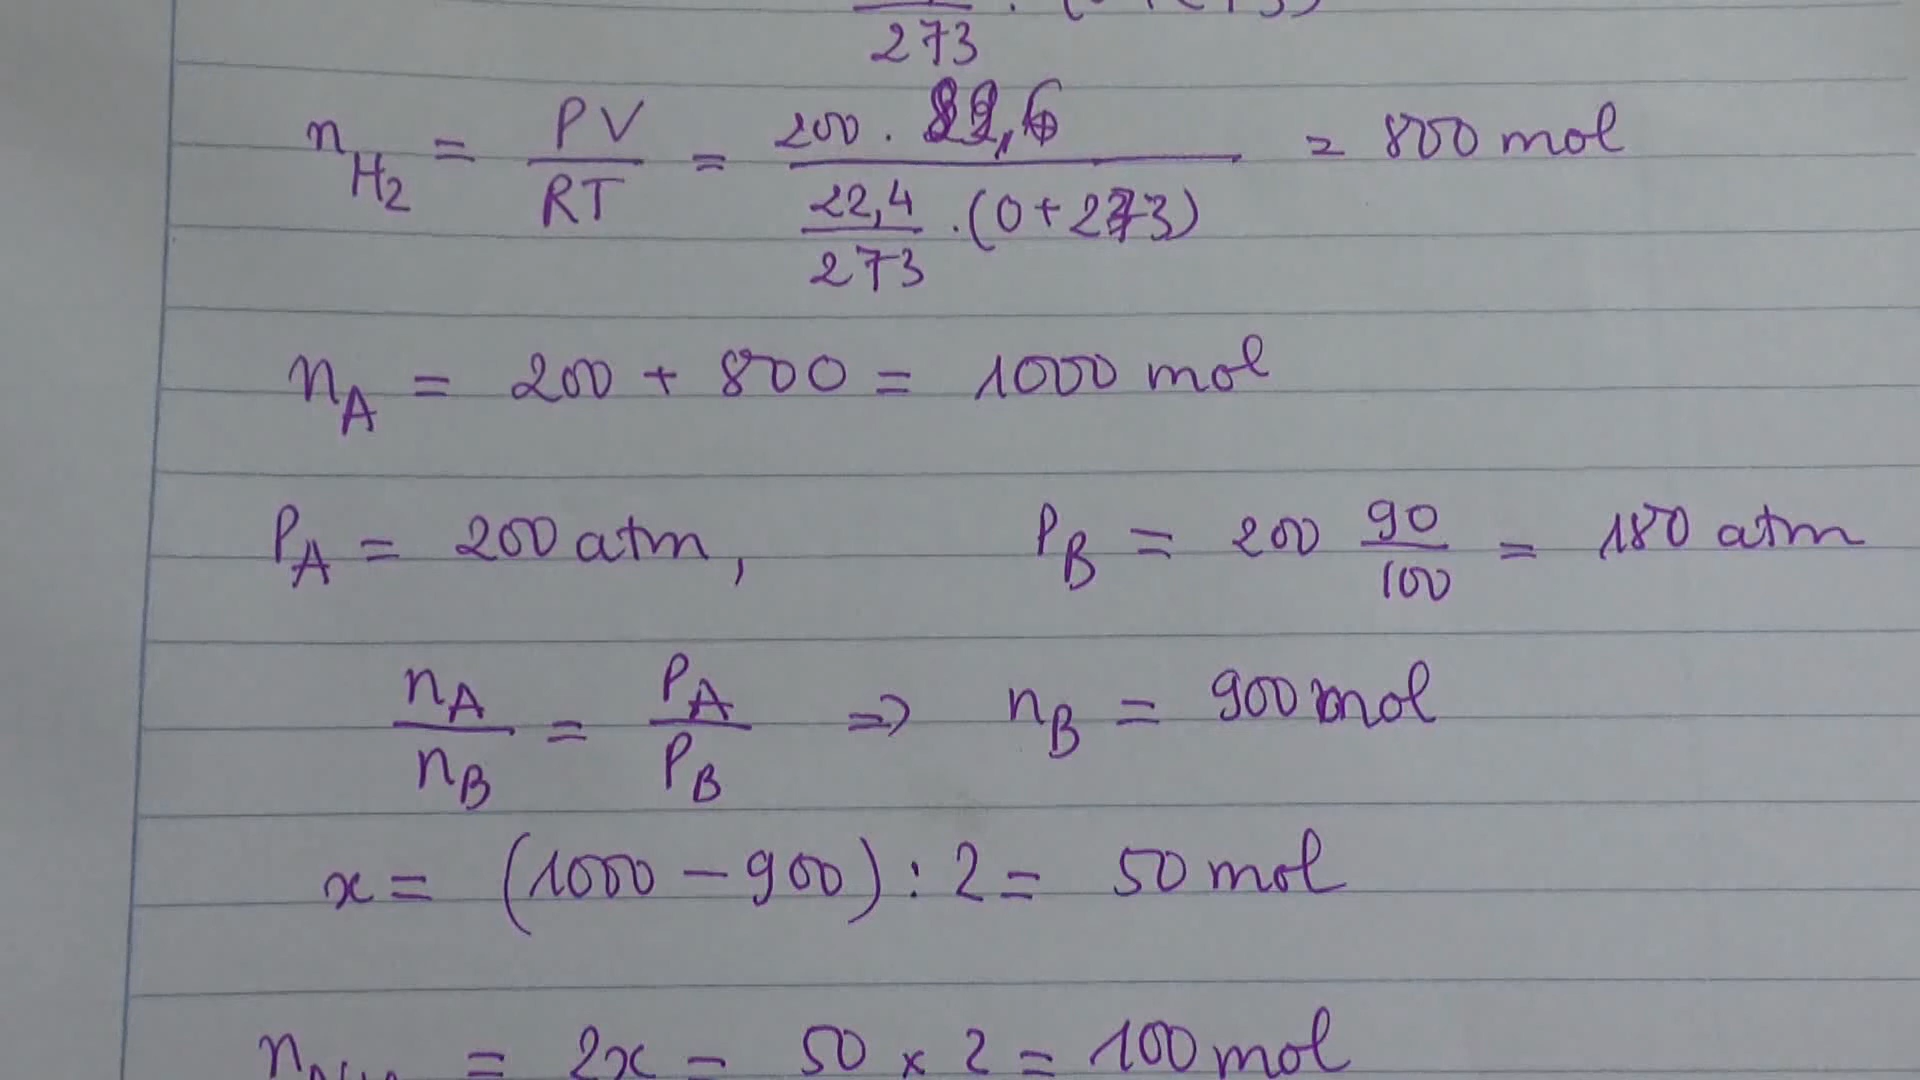 273
n_H2 = PV/RT = 200 . 89,6 / (22,4/273 . (0+273)) = 800 mol
n_A = 200 + 800 = 1000 mol
P_A = 200 atm, P_B = 200 90/100 = 180 atm
n_A/n_B = P_A/P_B => n_B = 900 mol
x = (1000 - 900) : 2 = 50 mol
= 2x = 50 x 2 = 100 mol